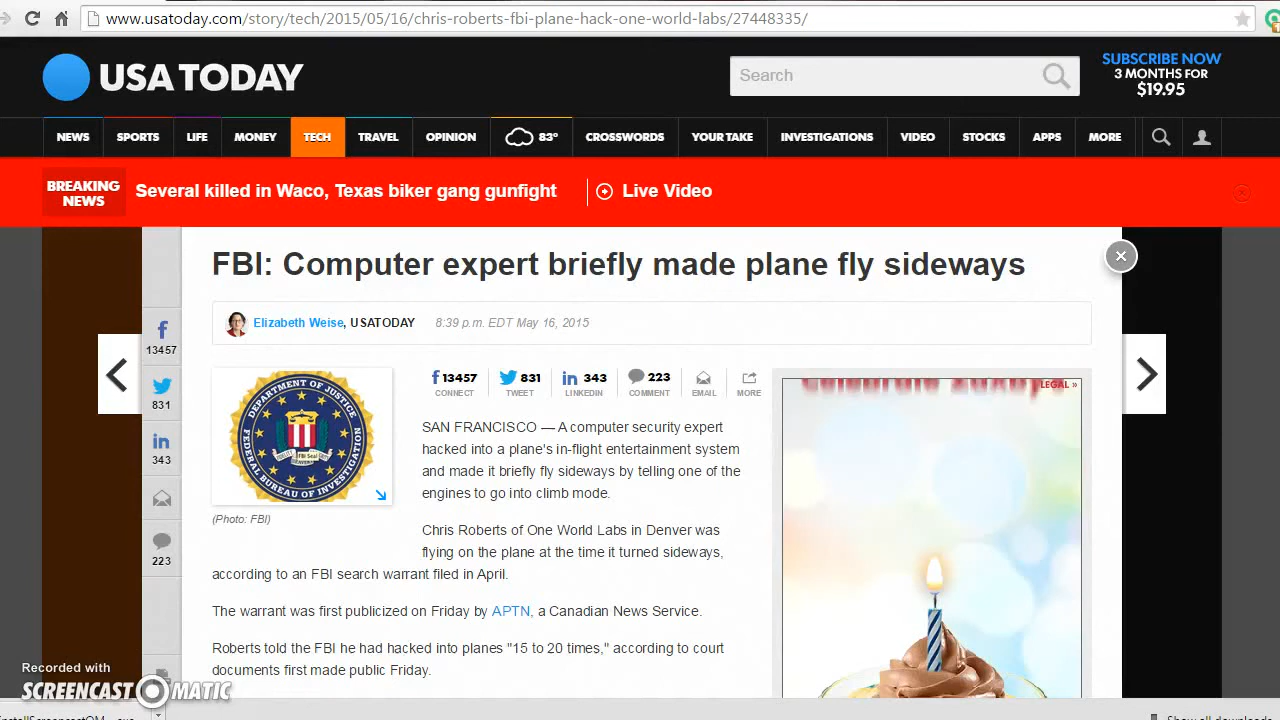 www.usatoday.com/story/tech/2015/05/16/chris-roberts-fbi-plane-hack-one-world-labs/27448335/
USA TODAY
Search
SUBSCRIBE NOW
3 MONTHS FOR
$19.95
NEWS SPORTS LIFE MONEY TECH TRAVEL OPINION 83° CROSSWORDS YOUR TAKE INVESTIGATIONS VIDEO STOCKS APPS MORE
BREAKING
NEWS
Several killed in Waco, Texas biker gang gunfight
Live Video
FBI: Computer expert briefly made plane fly sideways
Elizabeth Weise, USATODAY 8:39 p.m. EDT May 16, 2015
13457
831
343
223
DEPARTMENT OF JUSTICE
FEDERAL BUREAU OF INVESTIGATION
(Photo: FBI)
13457 831 343 223
CONNECT TWEET LINKEDIN COMMENT EMAIL MORE
SAN FRANCISCO — A computer security expert
hacked into a plane's in-flight entertainment system
and made it briefly fly sideways by telling one of the
engines to go into climb mode.
Chris Roberts of One World Labs in Denver was
flying on the plane at the time it turned sideways,
according to an FBI search warrant filed in April.
The warrant was first publicized on Friday by APTN, a Canadian News Service.
Roberts told the FBI he had hacked into planes "15 to 20 times," according to court
documents first made public Friday.
LEGAL »
Recorded with
SCREENCAST MATIC